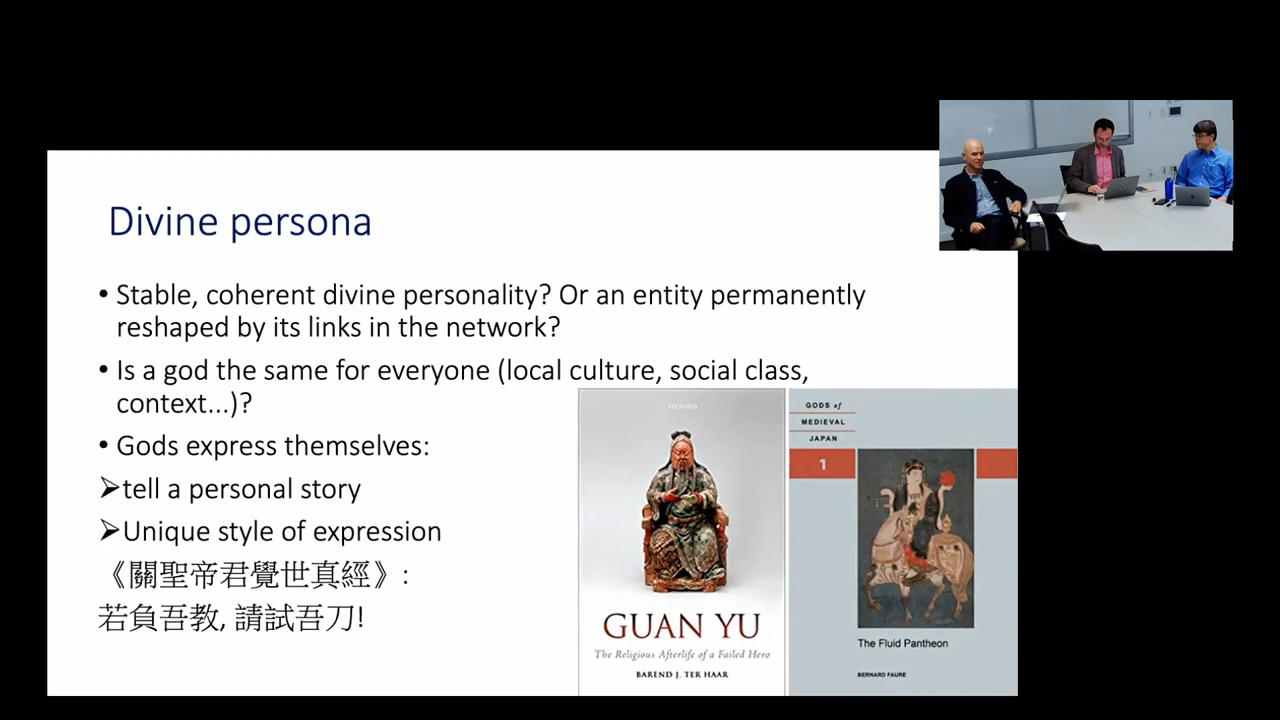 Divine persona
• Stable, coherent divine personality? Or an entity permanently
reshaped by its links in the network?
• Is a god the same for everyone (local culture, social class,
context...)?
• Gods express themselves:
➢tell a personal story
➢Unique style of expression
《關聖帝君覺世真經》:
若負吾教, 請試吾刀!
OXFORD
GUAN YU
The Religious Afterlife of a Failed Hero
BAREND J. TER HAAR
GODS of
MEDIEVAL
JAPAN
1
The Fluid Pantheon
BERNARD FAURE